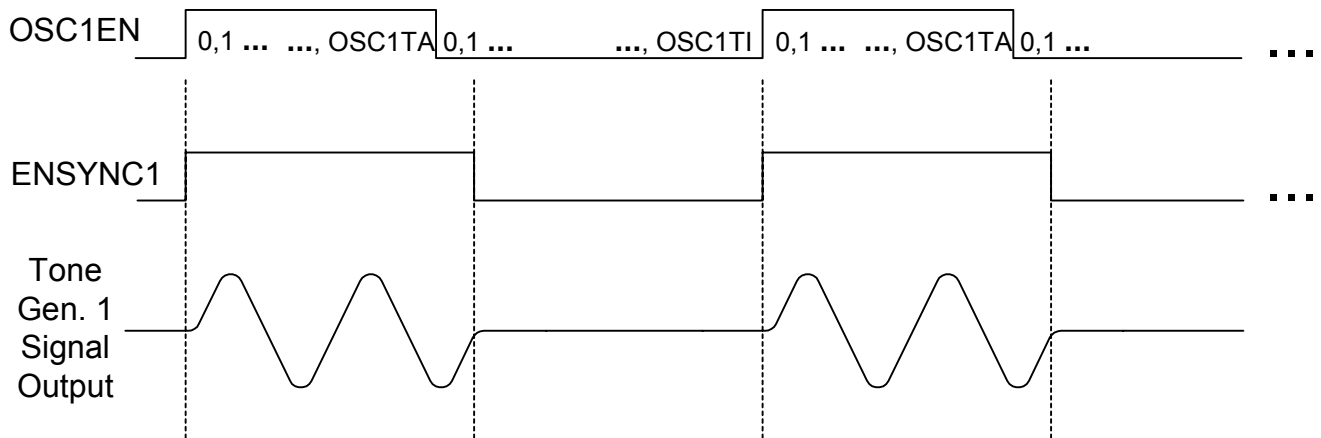 OSC1EN
0,1 ... ..., OSC1TA 0,1 ... ..., OSC1TI 0,1 ... ..., OSC1TA 0,1 ...
...
ENSYNC1
...
Tone
Gen. 1
Signal
Output